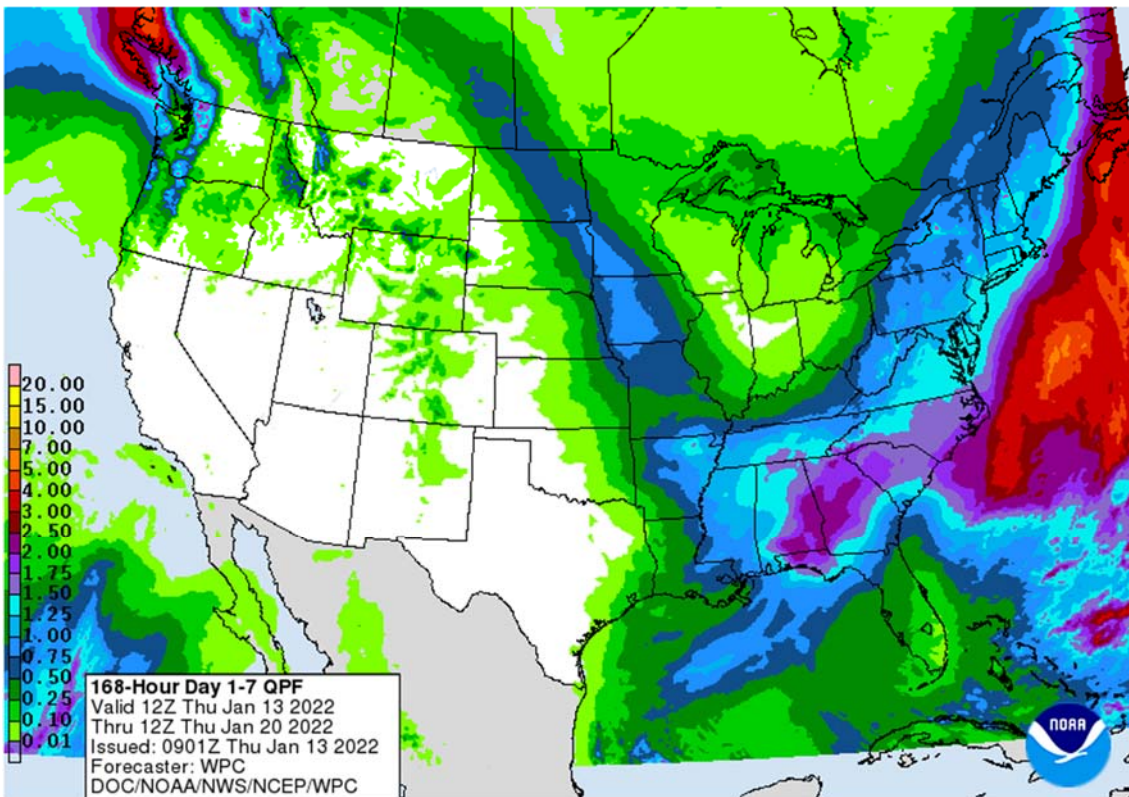 20.00
15.00
10.00
7.00
5.00
4.00
3.00
2.50
2.00
1.75
1.50
1.25
1.00
0.75
0.50
0.25
0.10
0.01
168-Hour Day 1-7 QPF
Valid 12Z Thu Jan 13 2022
Thru 12Z Thu Jan 20 2022
Issued: 0901Z Thu Jan 13 2022
Forecaster: WPC
DOC/NOAA/NWS/NCEP/WPC
NOAA